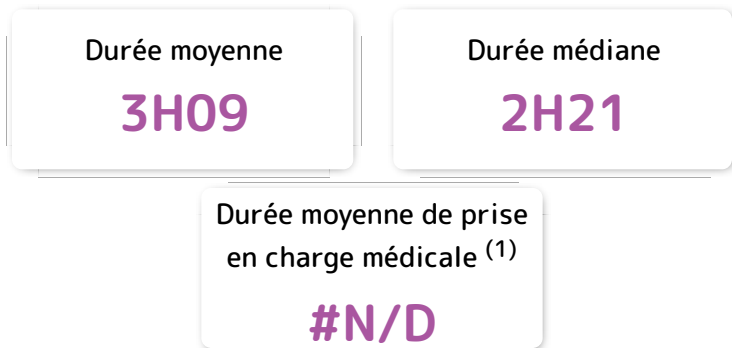 Durée moyenne
3H09
Durée médiane
2H21
Durée moyenne de prise
en charge médicale (1)
#N/D